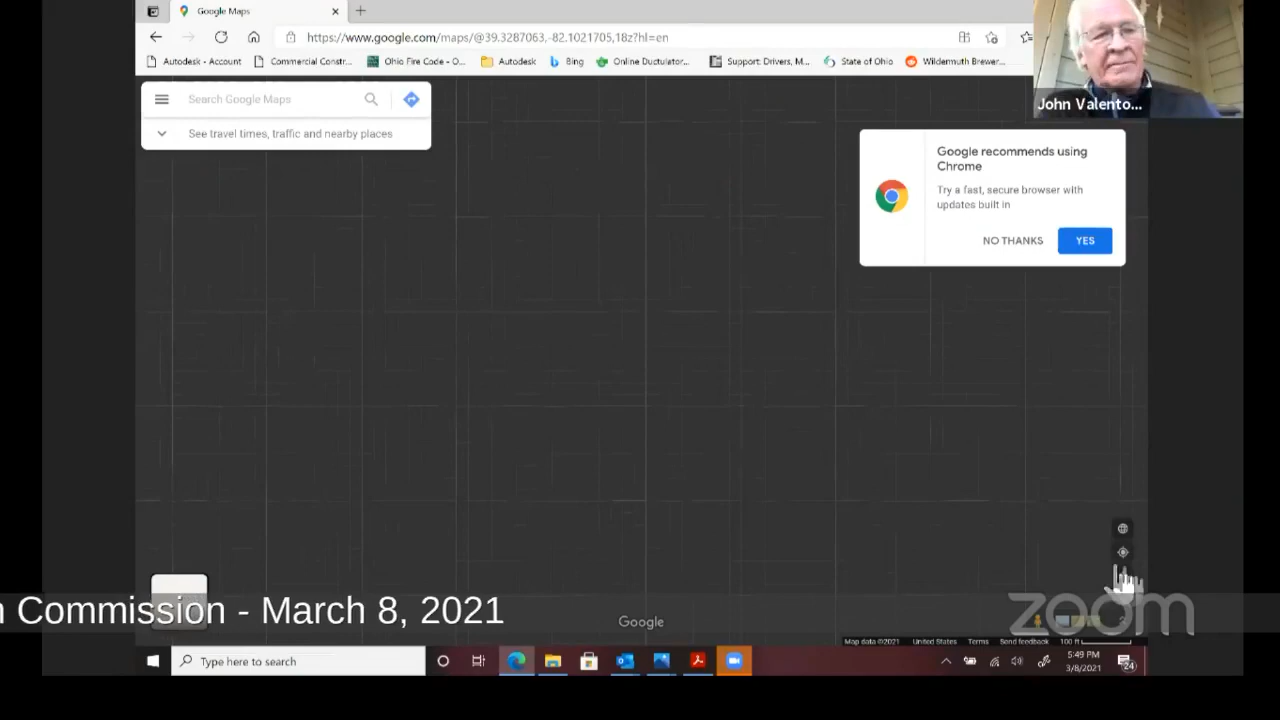 Google Maps
https://www.google.com/maps/@39.3287063,-82.1021705,18z?hl=en
Autodesk - Account
Commercial Constr...
Ohio Fire Code - O...
Autodesk
Bing
Online Ductulator...
Support: Drivers, M...
State of Ohio
Wildermuth Brewer...
John Valento...
Search Google Maps
See travel times, traffic and nearby places
Google recommends using
Chrome
Try a fast, secure browser with
updates built in
NO THANKS
YES
Commission - March 8, 2021
zoom
Google
Map data ©2021 United States Terms Send feedback 100 ft
Type here to search
5:49 PM
3/8/2021
24